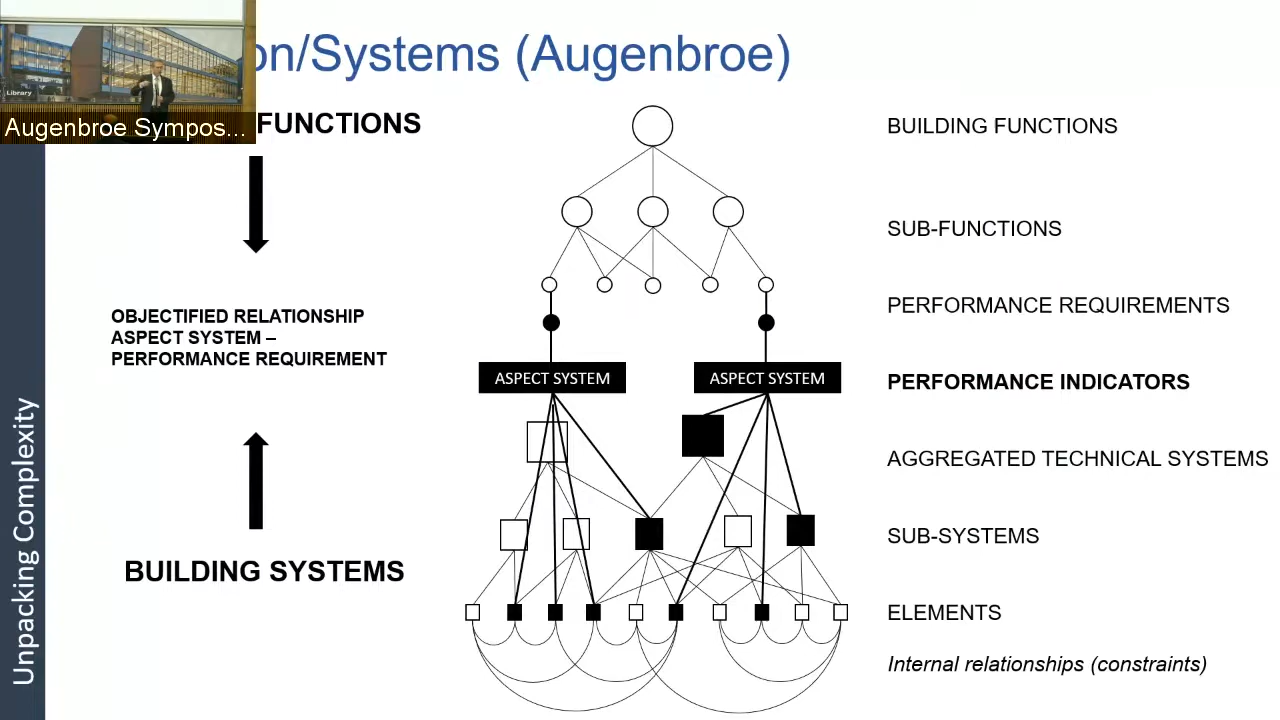 on/Systems (Augenbroe)
Library
Augenbroe Sympos...
FUNCTIONS
OBJECTIFIED RELATIONSHIP
ASPECT SYSTEM –
PERFORMANCE REQUIREMENT
BUILDING SYSTEMS
Unpacking Complexity
ASPECT SYSTEM
ASPECT SYSTEM
BUILDING FUNCTIONS
SUB-FUNCTIONS
PERFORMANCE REQUIREMENTS
PERFORMANCE INDICATORS
AGGREGATED TECHNICAL SYSTEMS
SUB-SYSTEMS
ELEMENTS
Internal relationships (constraints)